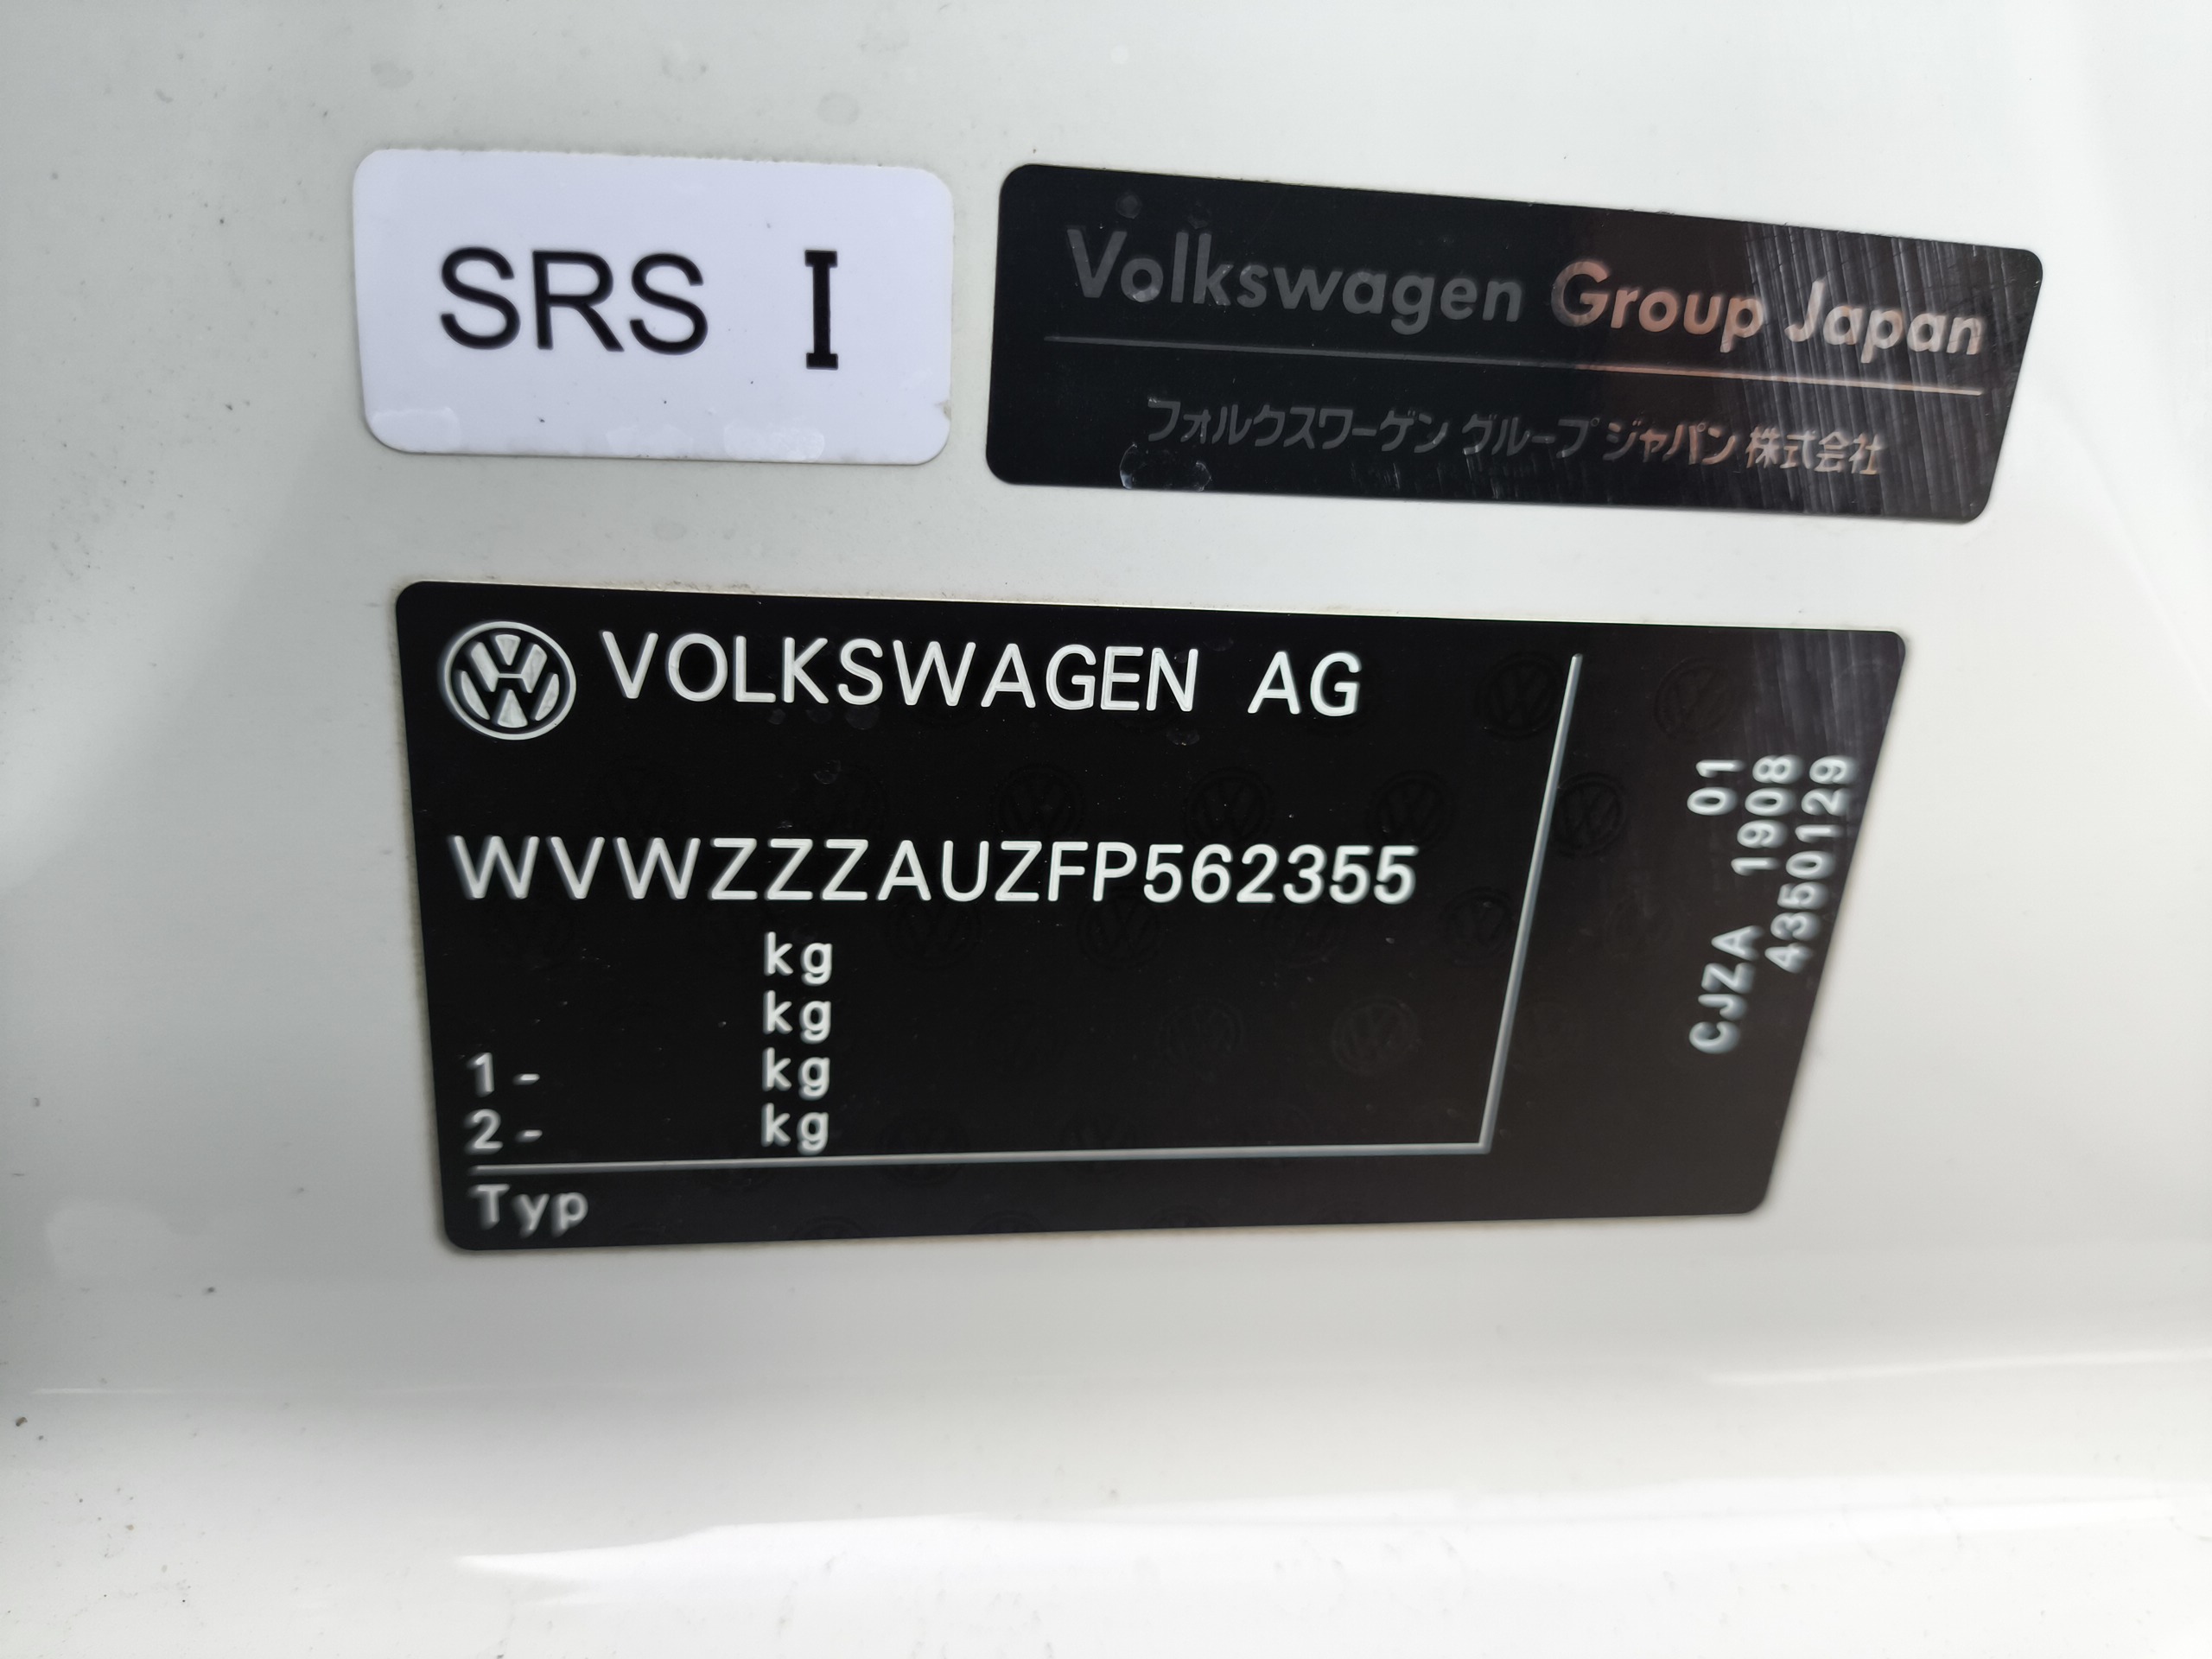 SRS I
Volkswagen Group Japan
フォルクスワーゲン グループ ジャパン 株式会社
VOLKSWAGEN AG
WVWZZZAUZFP562355
kg
kg
1- kg
2- kg
Typ
01
CJZA 1908
4350129